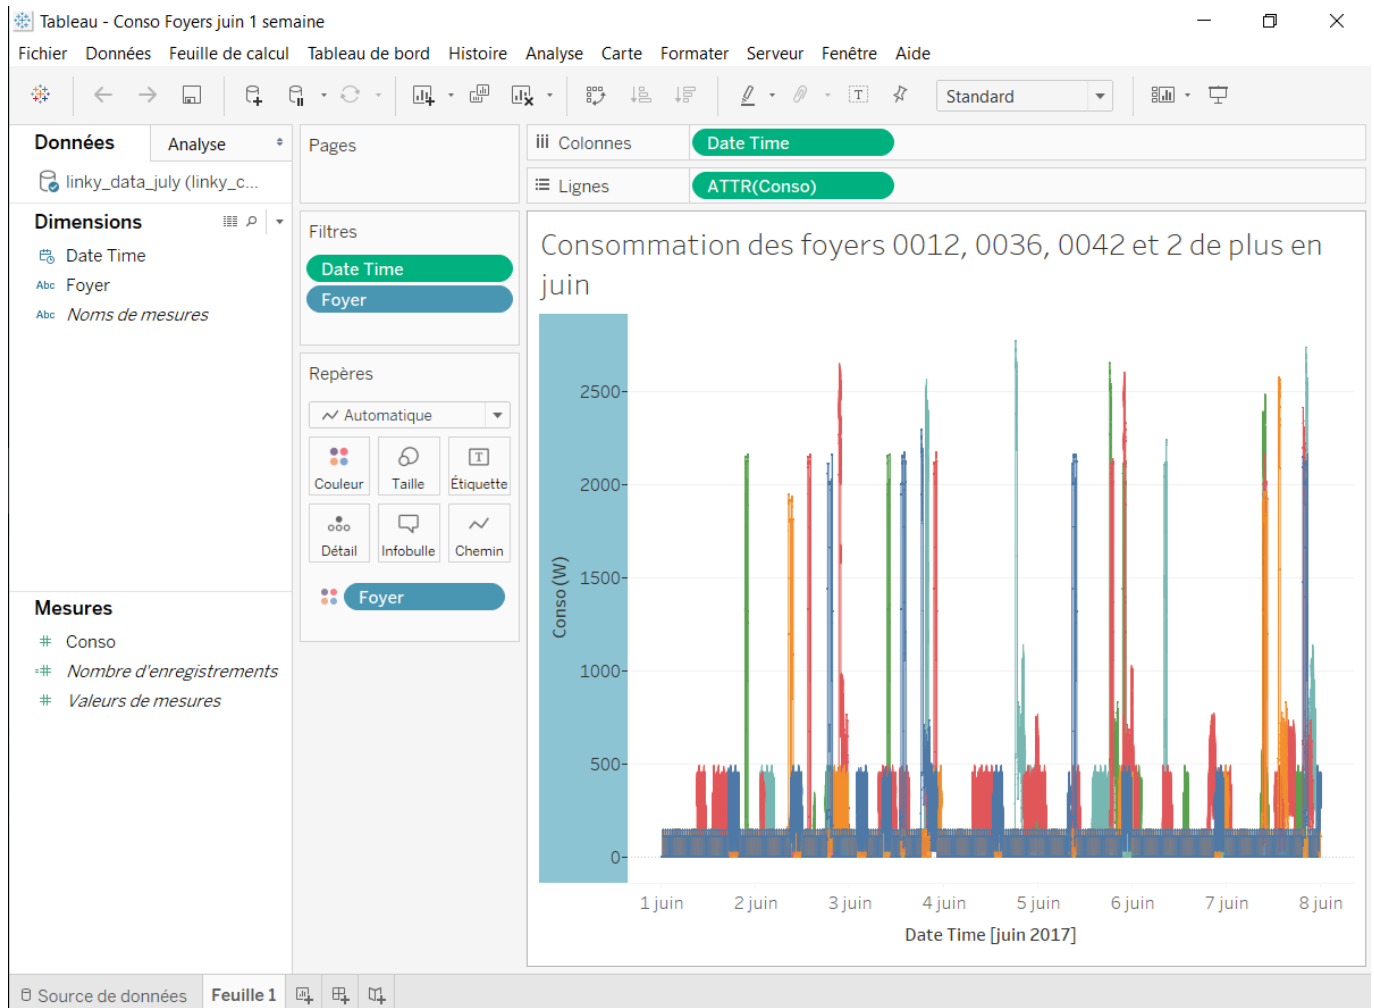 Tableau - Conso Foyers juin 1 semaine
Fichier Données Feuille de calcul Tableau de bord Histoire Analyse Carte Formater Serveur Fenêtre Aide
Standard
Données Analyse
linky_data_july (linky_c...
Dimensions
Date Time
Abc Foyer
Abc Noms de mesures
Mesures
Conso
Nombre d'enregistrements
Valeurs de mesures
Pages
Filtres
Date Time
Foyer
Repères
Automatique
Couleur Taille Étiquette
Détail Infobulle Chemin
Foyer
Colonnes Date Time
Lignes ATTR(Conso)
Consommation des foyers 0012, 0036, 0042 et 2 de plus en
juin
Conso (W)
2500
2000
1500
1000
500
0
1 juin 2 juin 3 juin 4 juin 5 juin 6 juin 7 juin 8 juin
Date Time [juin 2017]
Source de données Feuille 1